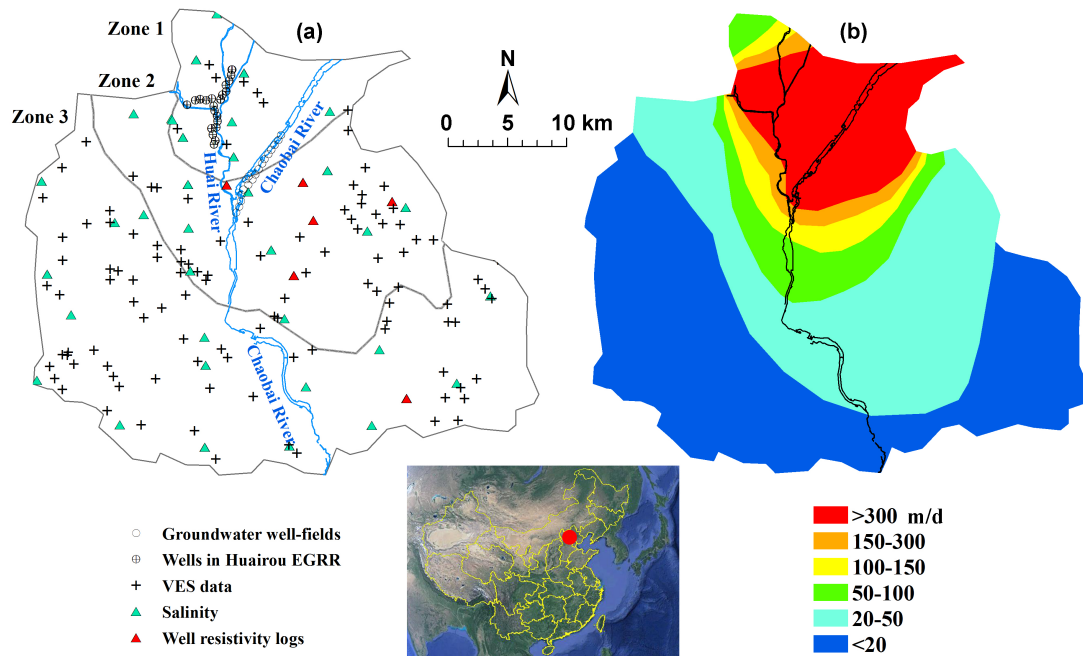 Zone 1
(a)
(b)
Zone 2
N
Zone 3
0 5 10 km
Huai River
Chaobai River
Chaobai River
Groundwater well-fields
Wells in Huairou EGRR
VES data
Salinity
Well resistivity logs
>300 m/d
150-300
100-150
50-100
20-50
<20